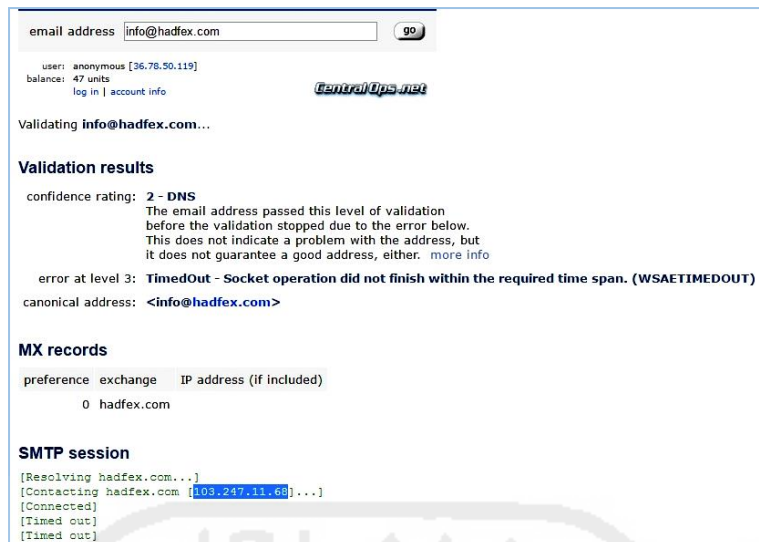 email address info@hadfex.com go
user: anonymous [36.78.50.119]
balance: 47 units
log in | account info
CentralOps.net
Validating info@hadfex.com...
Validation results
confidence rating: 2 - DNS
The email address passed this level of validation
before the validation stopped due to the error below.
This does not indicate a problem with the address, but
it does not guarantee a good address, either. more info
error at level 3: TimedOut - Socket operation did not finish within the required time span. (WSAETIMEDOUT)
canonical address: <info@hadfex.com>
MX records
preference exchange IP address (if included)
0 hadfex.com
SMTP session
[Resolving hadfex.com...]
[Contacting hadfex.com [103.247.11.68]...]
[Connected]
[Timed out]
[Timed out]